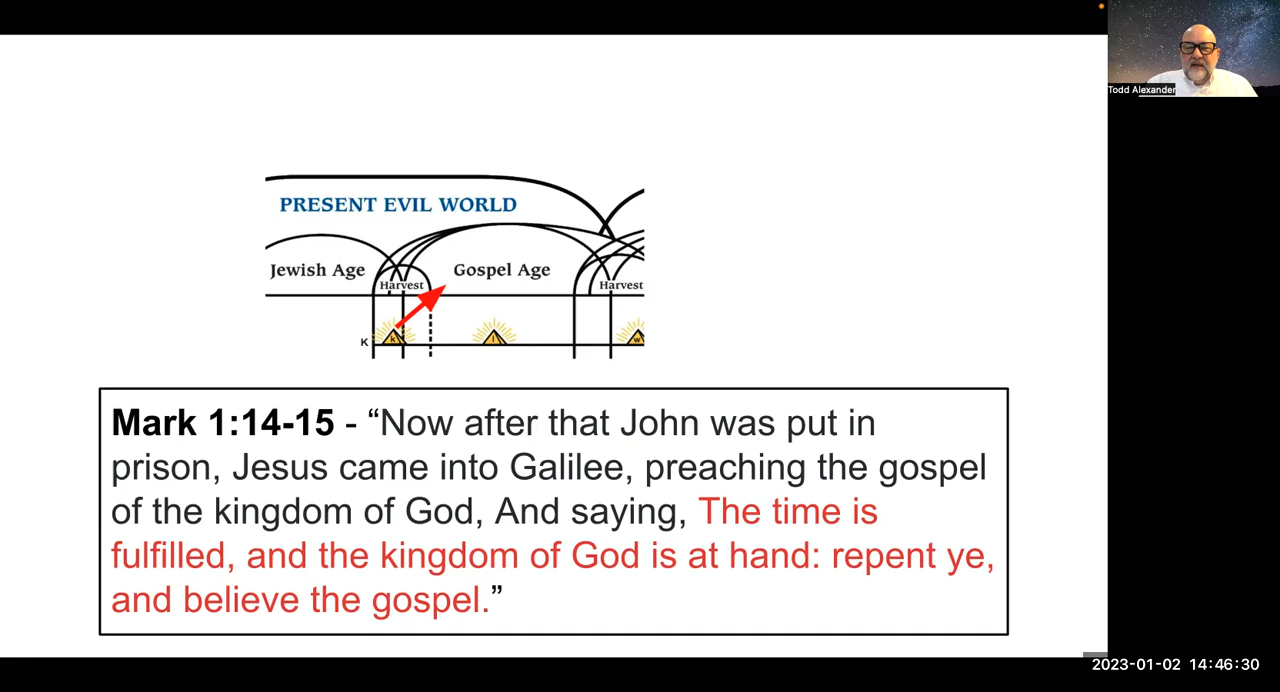 Todd Alexander
PRESENT EVIL WORLD
Jewish Age
Gospel Age
Harvest
Harvest
K
k
l
w
Mark 1:14-15 - “Now after that John was put in
prison, Jesus came into Galilee, preaching the gospel
of the kingdom of God, And saying, The time is
fulfilled, and the kingdom of God is at hand: repent ye,
and believe the gospel.”
2023-01-02 14:46:30